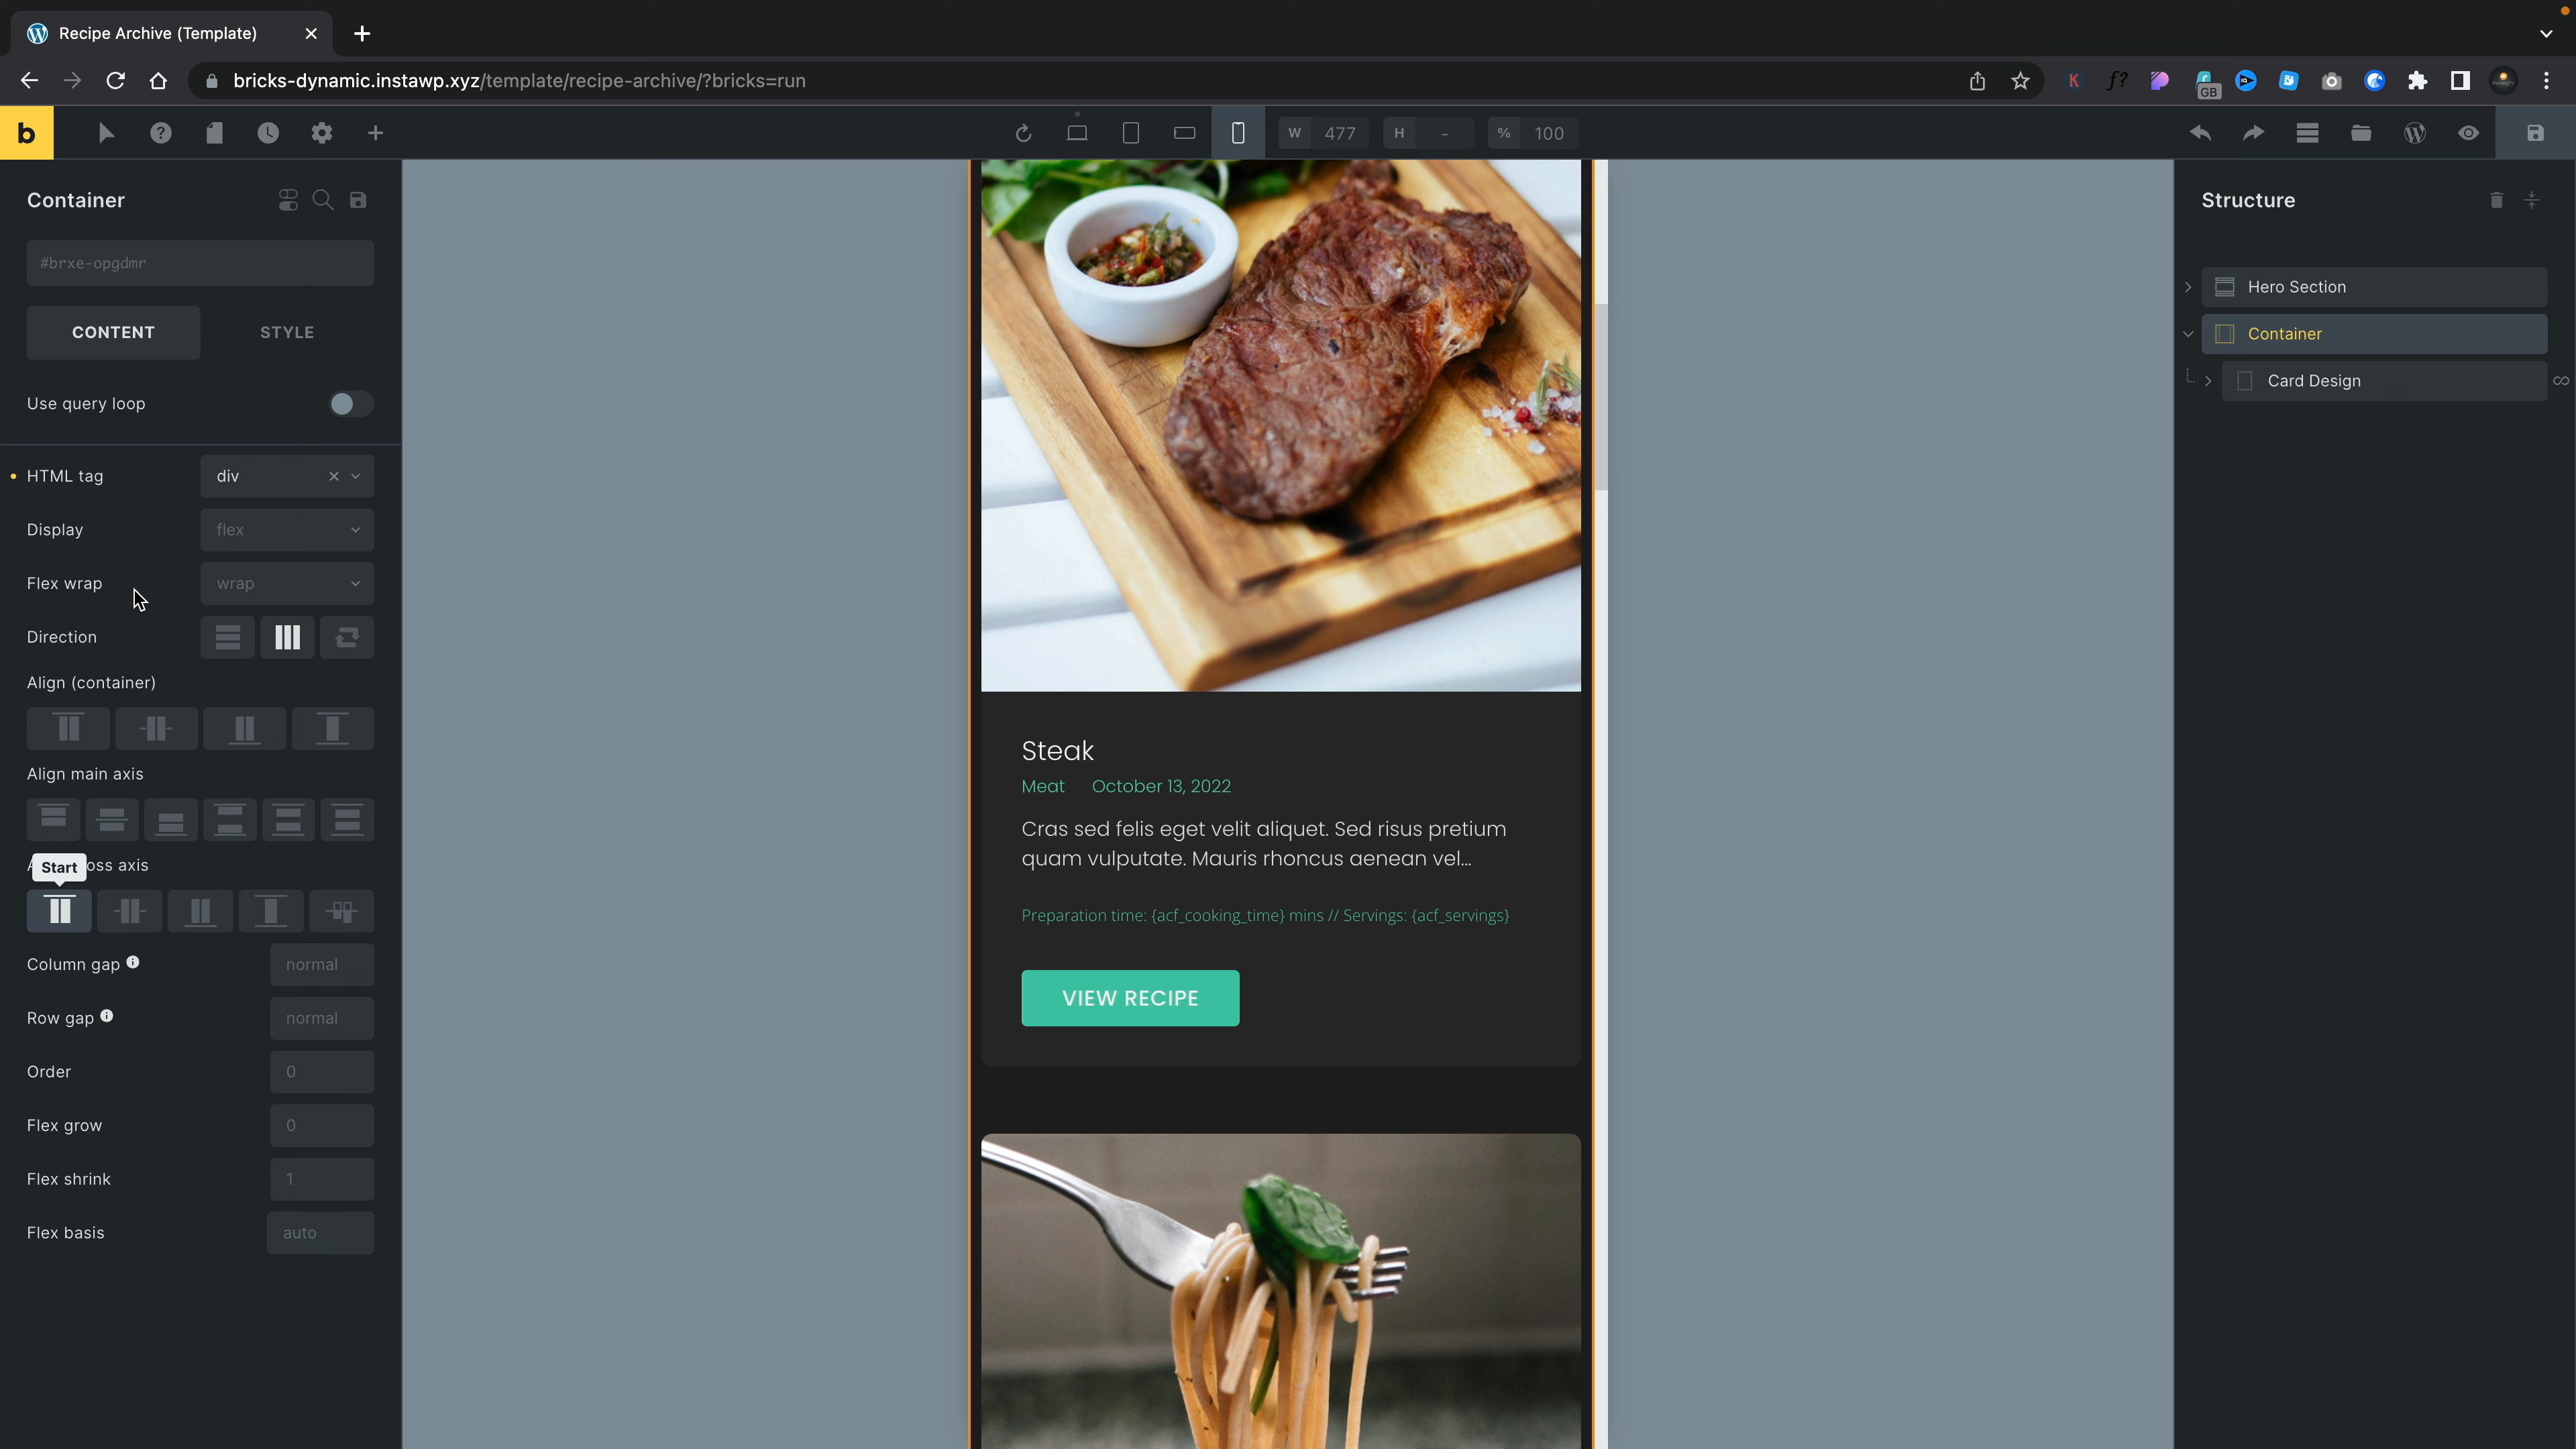 Recipe Archive (Template)
bricks-dynamic.instawp.xyz/template/recipe-archive/?bricks=run
GB
b
W 477 H - % 100
Container
#brxe-opgdmr
CONTENT STYLE
Use query loop
HTML tag div
Display flex
Flex wrap wrap
Direction
Align (container)
Align main axis
Start
oss axis
Column gap normal
Row gap normal
Order 0
Flex grow 0
Flex shrink 1
Flex basis auto
Steak
Meat October 13, 2022
Cras sed felis eget velit aliquet. Sed risus pretium
quam vulputate. Mauris rhoncus aenean vel...
Preparation time: {acf_cooking_time} mins // Servings: {acf_servings}
VIEW RECIPE
Structure
Hero Section
Container
Card Design